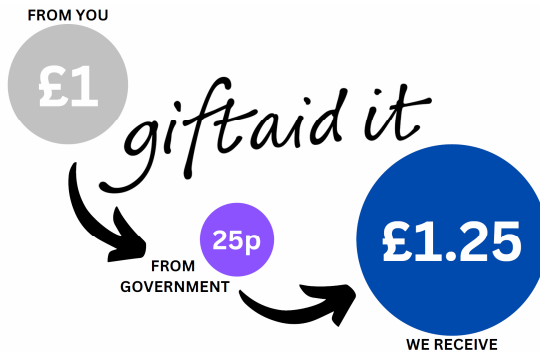 FROM YOU
£1
giftaid it
25p
FROM
GOVERNMENT
£1.25
WE RECEIVE